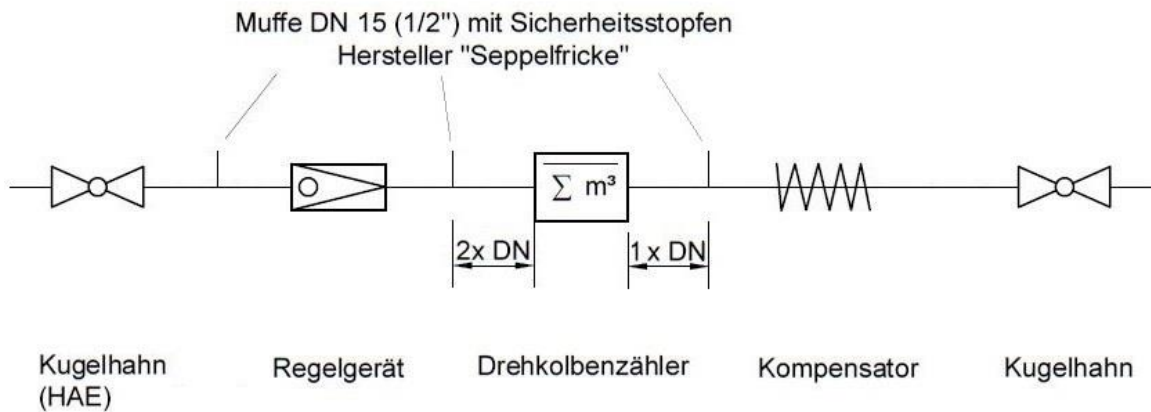 Muffe DN 15 (1/2") mit Sicherheitsstopfen
Hersteller "Seppelfricke"
∑ m³
2x DN
1x DN
Kugelhahn
(HAE)
Regelgerät
Drehkolbenzähler
Kompensator
Kugelhahn